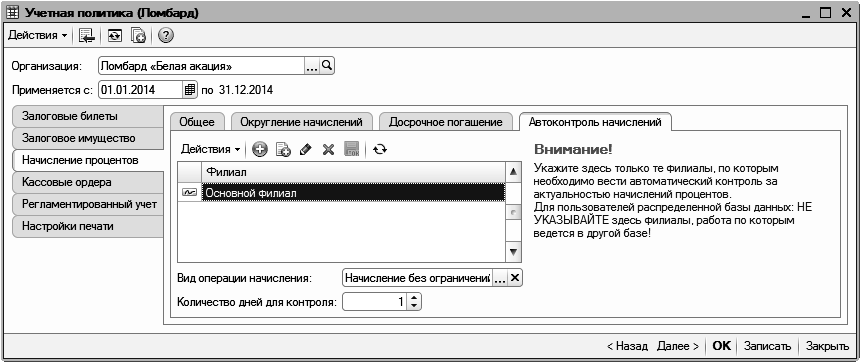 Учетная политика (Ломбард)
Действия
Организация: Ломбард «Белая акация»
Применяется с: 01.01.2014 по 31.12.2014
Залоговые билеты
Залоговое имущество
Начисление процентов
Кассовые ордера
Регламентированный учет
Настройки печати
Общее Округление начислений Досрочное погашение Автоконтроль начислений
Действия
Филиал
Основной филиал
Внимание!
Укажите здесь только те филиалы, по которым
необходимо вести автоматический контроль за
актуальностью начислений процентов.
Для пользователей распределенной базы данных: НЕ
УКАЗЫВАЙТЕ здесь филиалы, работа по которым
ведется в другой базе!
Вид операции начисления: Начисление без ограничений ...
Количество дней для контроля: 1
< Назад Далее > OK Записать Закрыть